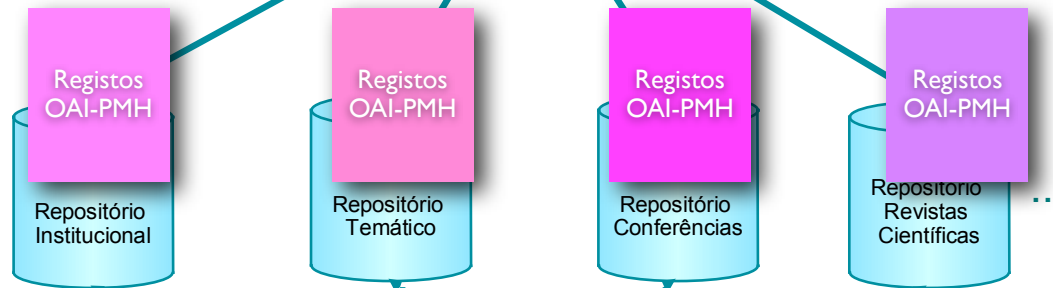 Registos
OAI-PMH
Repositório
Institucional
Registos
OAI-PMH
Repositório
Temático
Registos
OAI-PMH
Repositório
Conferências
Registos
OAI-PMH
Repositório
Revistas
Científicas
...